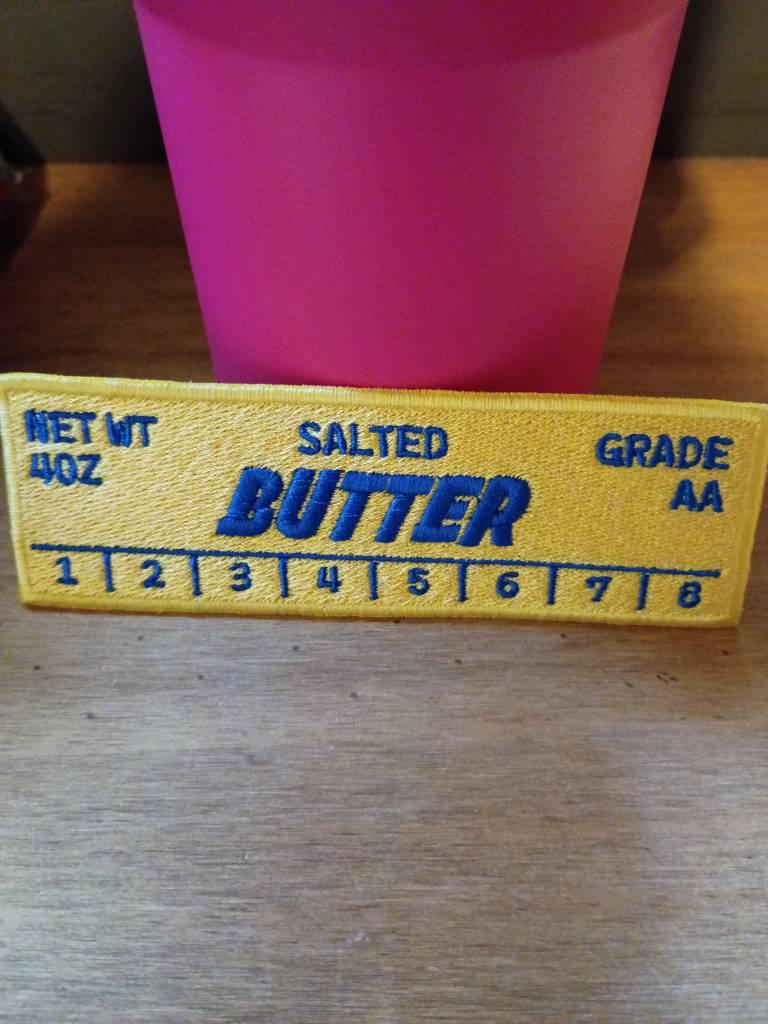 NET WT
4OZ
SALTED
BUTTER
GRADE
AA
1 2 3 4 5 6 7 8